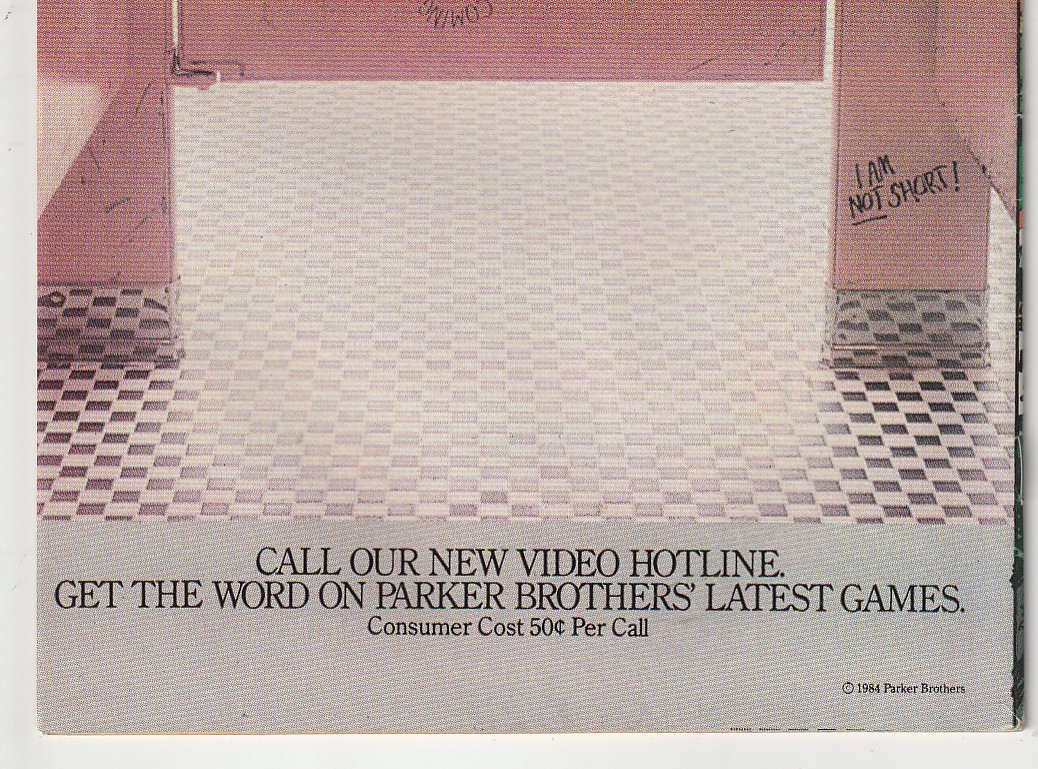 COMING
I AM
NOT SHORT!
CALL OUR NEW VIDEO HOTLINE.
GET THE WORD ON PARKER BROTHERS' LATEST GAMES.
Consumer Cost 50¢ Per Call
© 1984 Parker Brothers